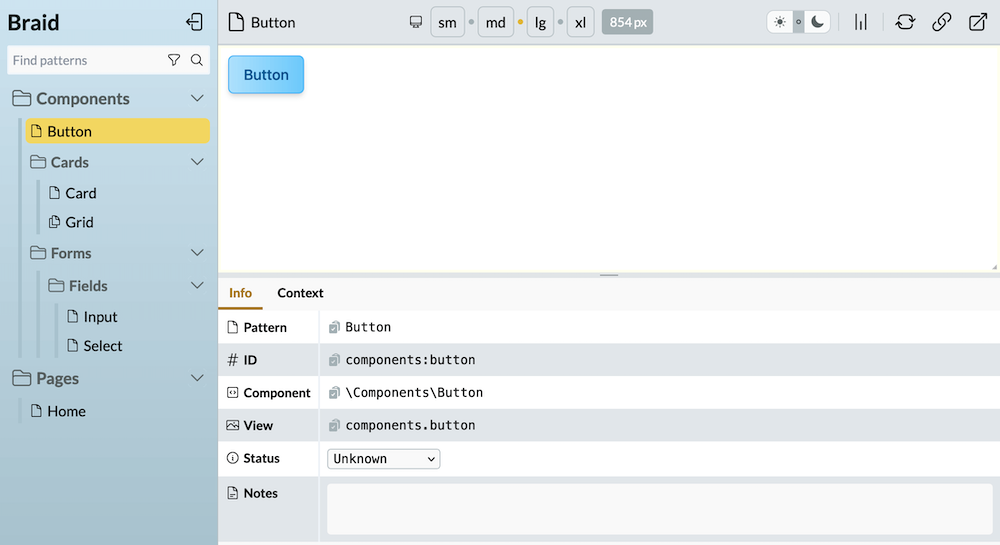 Braid
Find patterns
Components
Button
Cards
Card
Grid
Forms
Fields
Input
Select
Pages
Home
Button
sm md lg xl 854 px
Button
Info Context
Pattern Button
ID components:button
Component \Components\Button
View components.button
Status Unknown
Notes